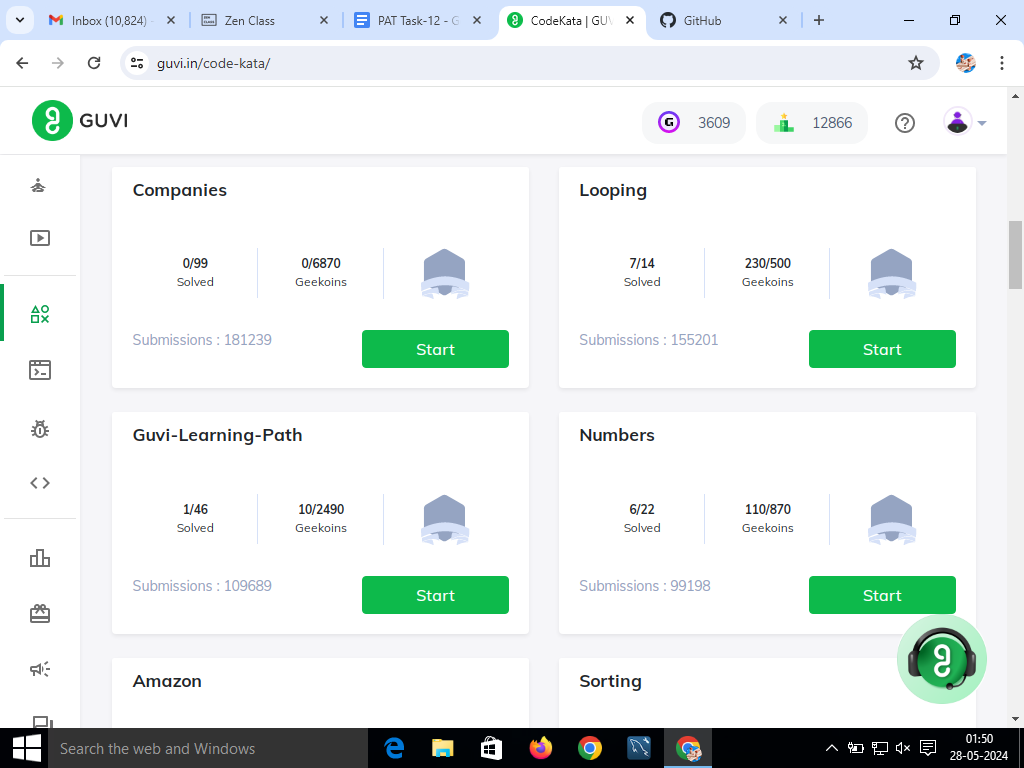 Inbox (10,824) -
Zen Class
PAT Task-12 - G
CodeKata | GUV
GitHub
guvi.in/code-kata/
GUVI
G
3609
12866
Companies
0/99
Solved
0/6870
Geekoins
Submissions : 181239
Start
Looping
7/14
Solved
230/500
Geekoins
Submissions : 155201
Start
Guvi-Learning-Path
1/46
Solved
10/2490
Geekoins
Submissions : 109689
Start
Numbers
6/22
Solved
110/870
Geekoins
Submissions : 99198
Start
Amazon
Sorting
Search the web and Windows
01:50
28-05-2024